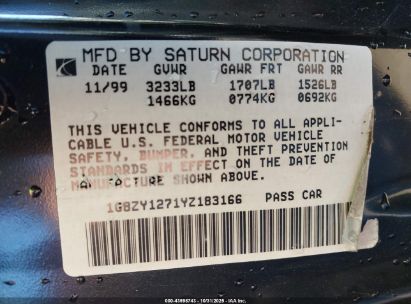 MFD BY SATURN CORPORATION
DATE GVWR GAWR FRT GAWR RR
11/99 3233LB 1707LB 1526LB
1466KG 0774KG 0692KG
THIS VEHICLE CONFORMS TO ALL APPLI-
CABLE U.S. FEDERAL MOTOR VEHICLE
SAFETY, BUMPER, AND THEFT PREVENTION
STANDARDS IN EFFECT ON THE DATE OF
MANUFACTURE SHOWN ABOVE.
1G8ZY1271YZ183166 PASS CAR